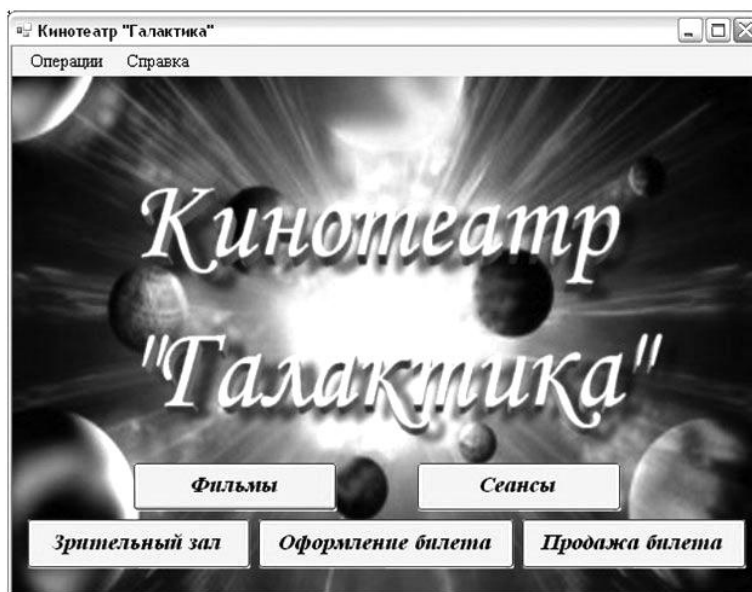 Кинотеатр "Галактика"
Операции Справка
Кинотеатр
"Галактика"
Фильмы Сеансы
Зрительный зал Оформление билета Продажа билета